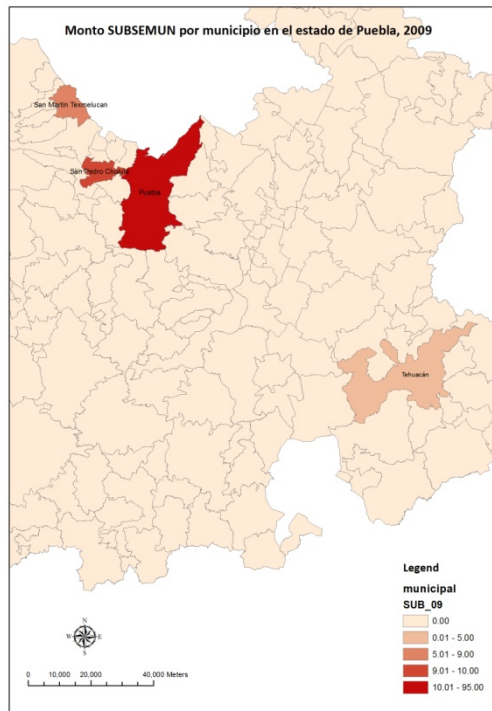 Monto SUBSEMUN por municipio en el estado de Puebla, 2009
San Martin Texmelucan
San Pedro Cholula
Puebla
Tehuacán
Legend
municipal
SUB_09
0.00
0.01 - 5.00
5.01 - 9.00
9.01 - 10.00
10.01 - 95.00
N
W E
S
0 10,000 20,000 40,000 Meters